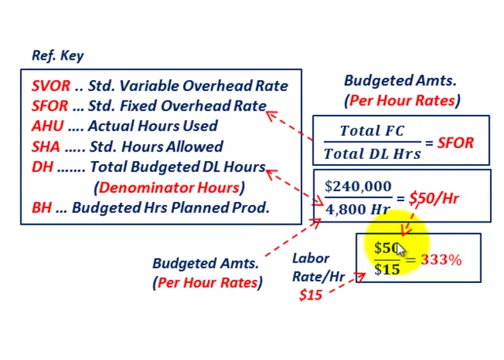 Ref. Key
SVOR .. Std. Variable Overhead Rate
SFOR ... Std. Fixed Overhead Rate
AHU .... Actual Hours Used
SHA ..... Std. Hours Allowed
DH ....... Total Budgeted DL Hours
(Denominator Hours)
BH ... Budgeted Hrs Planned Prod.
Budgeted Amts.
(Per Hour Rates)
Total FC
Total DL Hrs
= SFOR
$240,000
4,800 Hr
= $50/Hr
Budgeted Amts.
(Per Hour Rates)
Labor
Rate/Hr
$15
$50
$15
= 333%